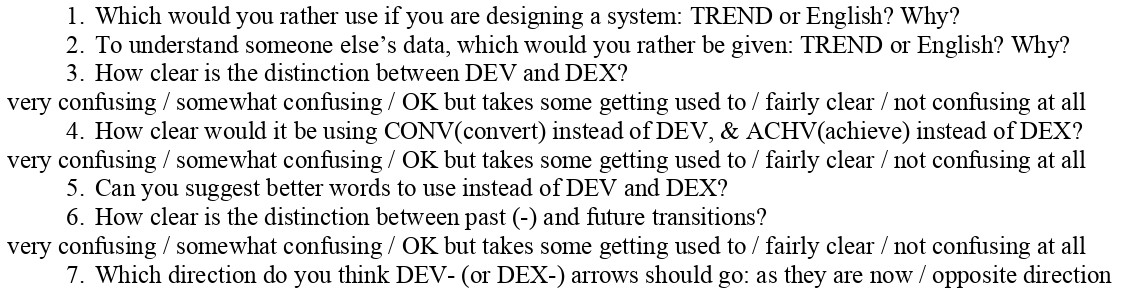 1. Which would you rather use if you are designing a system: TREND or English? Why?
2. To understand someone else's data, which would you rather be given: TREND or English? Why?
3. How clear is the distinction between DEV and DEX?
very confusing / somewhat confusing / OK but takes some getting used to / fairly clear / not confusing at all
4. How clear would it be using CONV(convert) instead of DEV, & ACHV(achieve) instead of DEX?
very confusing / somewhat confusing / OK but takes some getting used to / fairly clear / not confusing at all
5. Can you suggest better words to use instead of DEV and DEX?
6. How clear is the distinction between past (-) and future transitions?
very confusing / somewhat confusing / OK but takes some getting used to / fairly clear / not confusing at all
7. Which direction do you think DEV- (or DEX-) arrows should go: as they are now / opposite direction